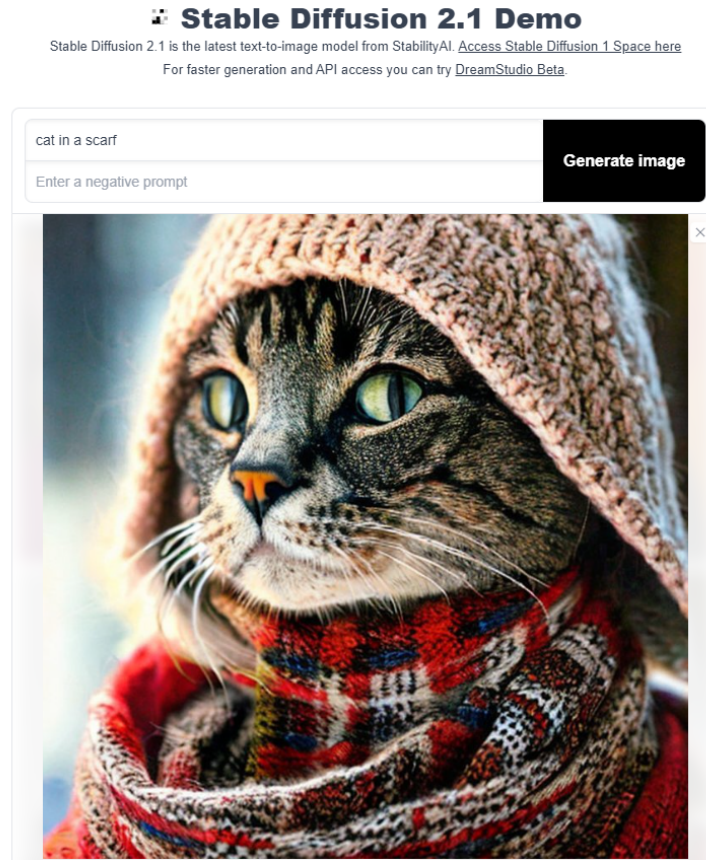 Stable Diffusion 2.1 Demo
Stable Diffusion 2.1 is the latest text-to-image model from StabilityAI. Access Stable Diffusion 1 Space here
For faster generation and API access you can try DreamStudio Beta.
cat in a scarf
Generate image
Enter a negative prompt